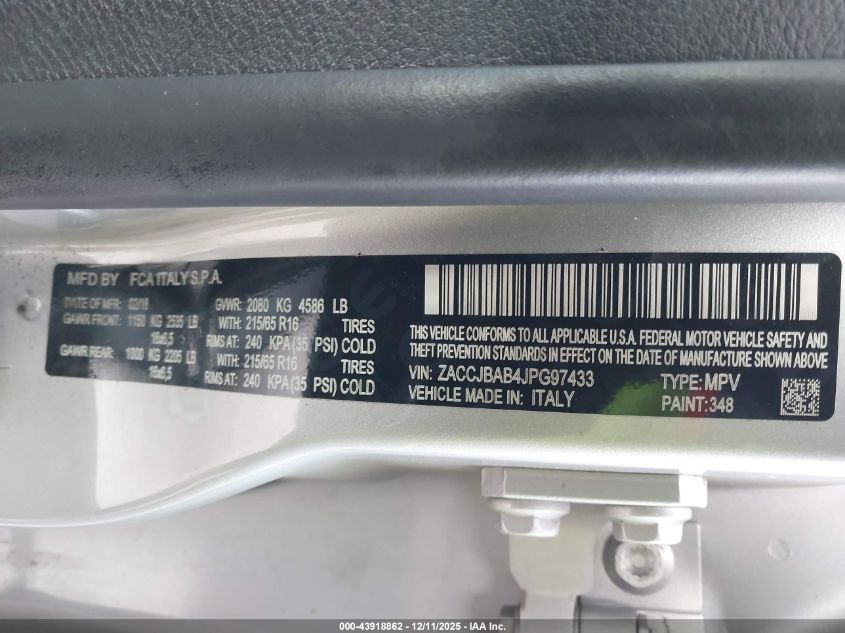 MFD BY FCA ITALY S.P.A.
DATE OF MFR: 02/18 GVWR: 2080 KG 4586 LB
GAWR FRONT: 1150 KG 2535 LB WITH: 215/65 R16 TIRES
16x6,5 RIMS AT: 240 KPA (35 PSI) COLD
GAWR REAR: 1000 KG 2205 LB WITH: 215/65 R16 TIRES
16x6,5 RIMS AT: 240 KPA (35 PSI) COLD
THIS VEHICLE CONFORMS TO ALL APPLICABLE U.S.A. FEDERAL MOTOR VEHICLE SAFETY AND
THEFT PREVENTION STANDARDS IN EFFECT ON THE DATE OF MANUFACTURE SHOWN ABOVE
VIN: ZACCJBAB4JPG97433 TYPE: MPV
VEHICLE MADE IN: ITALY PAINT:348
000-43918862 - 12/11/2025 - IAA Inc.